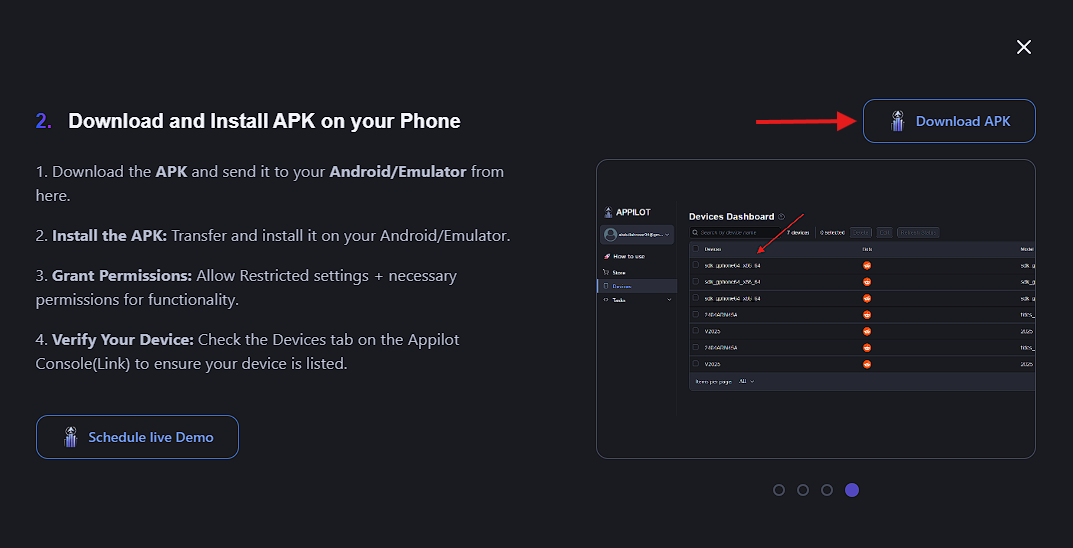 2. Download and Install APK on your Phone
Download APK
1. Download the APK and send it to your Android/Emulator from
here.
2. Install the APK: Transfer and install it on your Android/Emulator.
3. Grant Permissions: Allow Restricted settings + necessary
permissions for functionality.
4. Verify Your Device: Check the Devices tab on the Appilot
Console(Link) to ensure your device is listed.
Schedule live Demo
APPILOT
How to use
Store
Devices
Tasks
Devices Dashboard
Search by device name
7 devices
0 selected
Delete
Edit
Devices
Bots
Model
sdk_gphone64_x86_64
sdk_gphone64_x86_64
sdk_gphone64_x86_64
V2025
2025
V2025
2025
Items per page: All